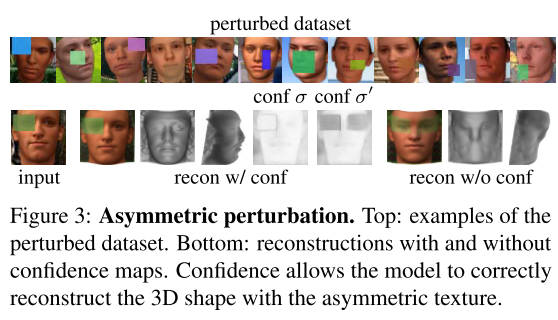 perturbed dataset
conf σ conf σ′
input recon w/ conf recon w/o conf
Figure 3: Asymmetric perturbation. Top: examples of the
perturbed dataset. Bottom: reconstructions with and without
confidence maps. Confidence allows the model to correctly
reconstruct the 3D shape with the asymmetric texture.